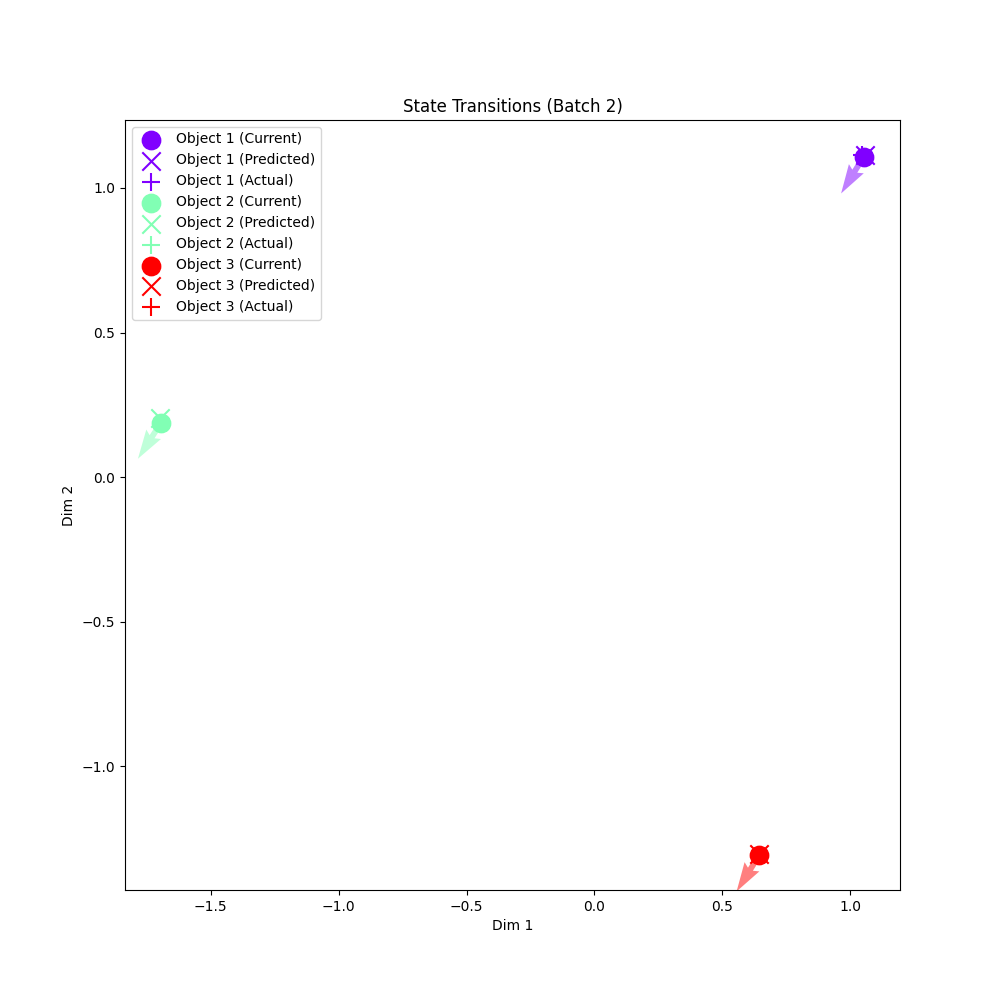 State Transitions (Batch 2)
Object 1 (Current)
Object 1 (Predicted)
Object 1 (Actual)
Object 2 (Current)
Object 2 (Predicted)
Object 2 (Actual)
Object 3 (Current)
Object 3 (Predicted)
Object 3 (Actual)
1.0
0.5
0.0
−0.5
−1.0
Dim 2
−1.5 −1.0 −0.5 0.0 0.5 1.0
Dim 1